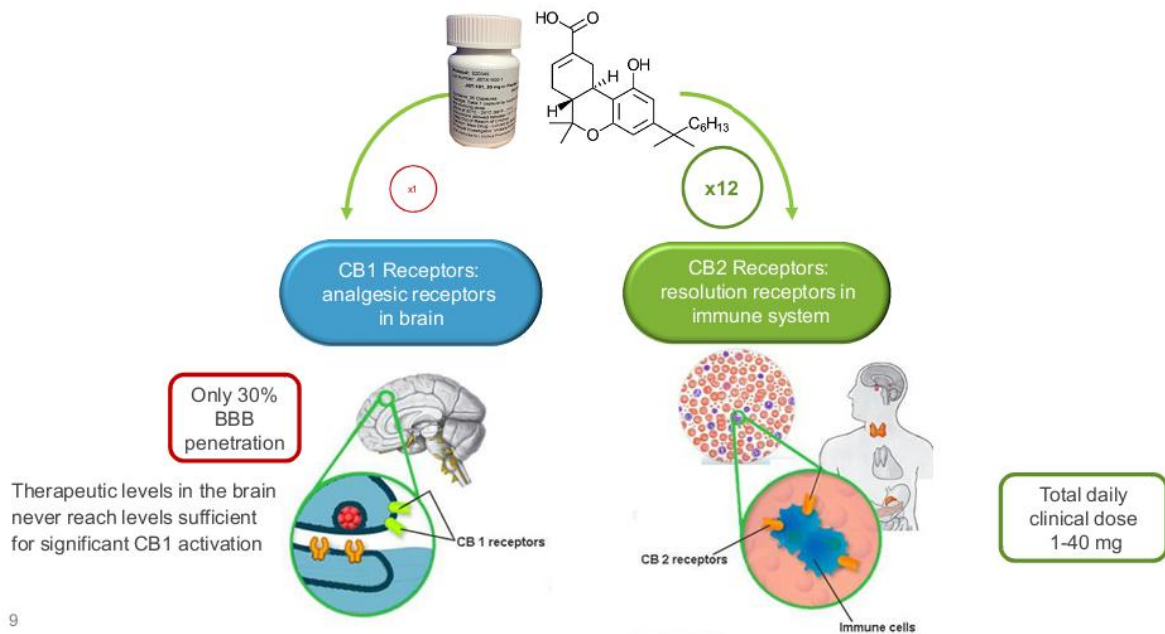 HO
O
OH
H
H
O
C6H13
x1
x12
CB1 Receptors:
analgesic receptors
in brain
CB2 Receptors:
resolution receptors in
immune system
Only 30%
BBB
penetration
Therapeutic levels in the brain
never reach levels sufficient
for significant CB1 activation
CB 1 receptors
CB 2 receptors
Immune cells
Total daily
clinical dose
1-40 mg
9